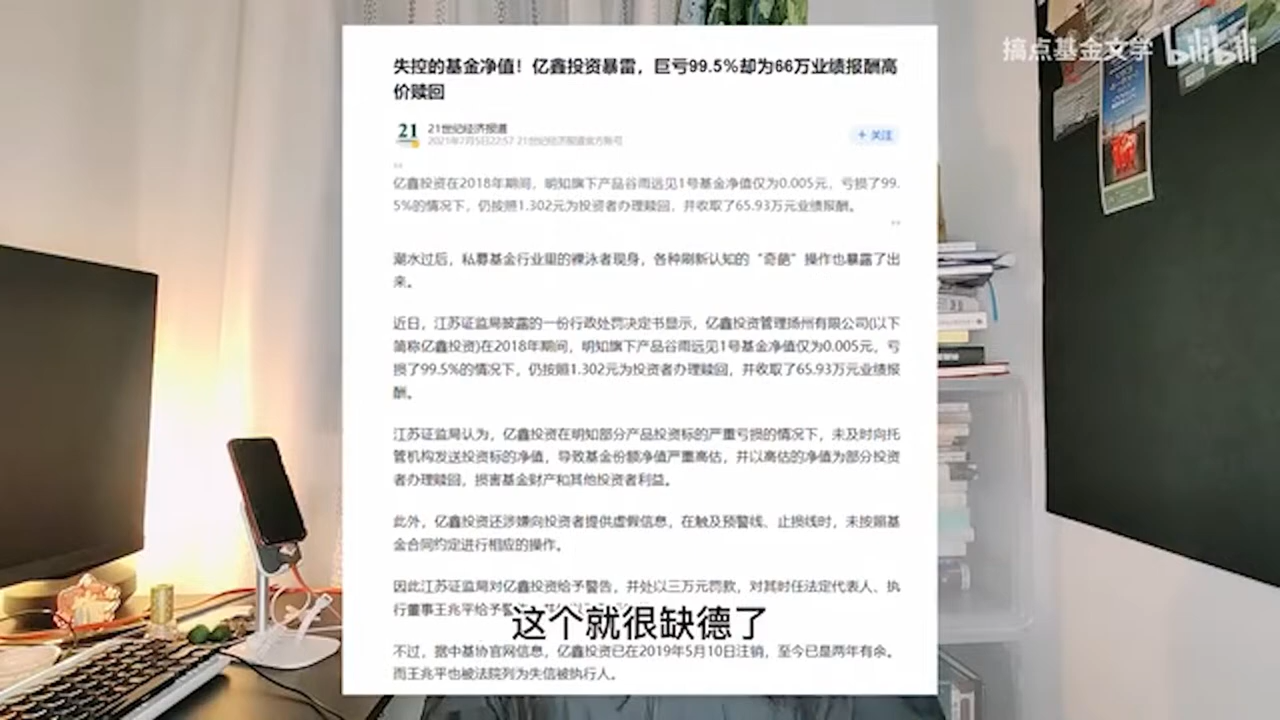 搞点基金文学 bilibili
失控的基金净值！亿鑫投资暴雷，巨亏99.5%却为66万业绩报酬高
价赎回
21
21世纪经济报道
2021年7月5日22:57 21世纪经济报道官方账号
+ 关注
亿鑫投资在2018年期间，明知旗下产品谷雨远见1号基金净值仅为0.005元，亏损了99.
5%的情况下，仍按照1.302元为投资者办理赎回，并收取了65.93万元业绩报酬。
潮水过后，私募基金行业里的裸泳者现身，各种刷新认知的“奇葩”操作也暴露了出
来。
近日，江苏证监局披露的一份行政处罚决定书显示，亿鑫投资管理扬州有限公司(以下
简称亿鑫投资)在2018年期间，明知旗下产品谷雨远见1号基金净值仅为0.005元，亏
损了99.5%的情况下，仍按照1.302元为投资者办理赎回，并收取了65.93万元业绩报
酬。
江苏证监局认为，亿鑫投资在明知部分产品投资标的严重亏损的情况下，未及时向托
管机构发送投资标的净值，导致基金份额净值严重高估，并以高估的净值为部分投资
者办理赎回，损害基金财产和其他投资者利益。
此外，亿鑫投资还涉嫌向投资者提供虚假信息，在触及预警线、止损线时，未按照基
金合同约定进行相应的操作。
因此江苏证监局对亿鑫投资给予警告，并处以三万元罚款，对其时任法定代表人、执
行董事王兆平给予警
这个就很缺德了
不过，据中基协官网信息，亿鑫投资已在2019年5月10日注销，至今已是两年有余。
而王兆平也被法院列为失信被执行人。